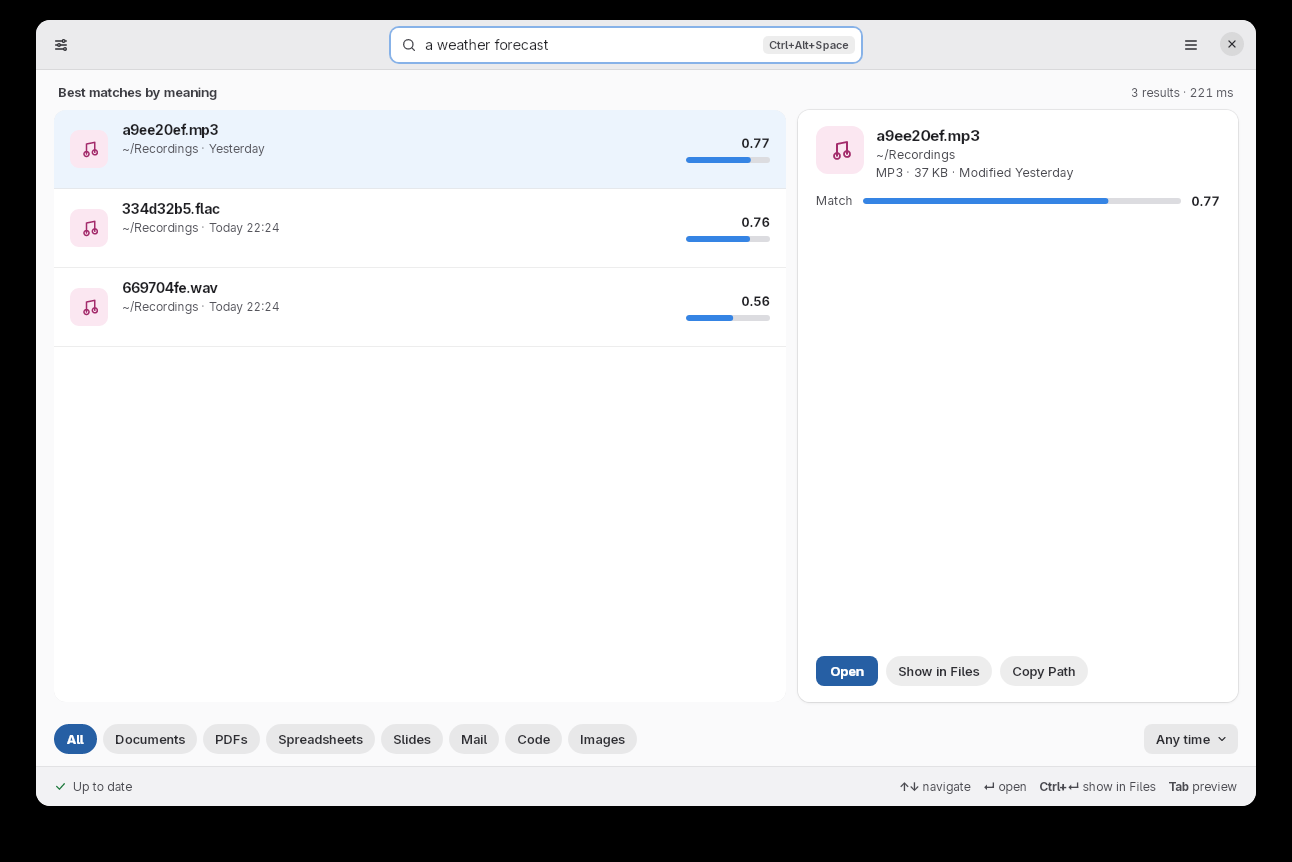 a weather forecast
Ctrl+Alt+Space
Best matches by meaning
3 results · 221 ms
a9ee20ef.mp3
~/Recordings · Yesterday
0.77
334d32b5.flac
~/Recordings · Today 22:24
0.76
669704fe.wav
~/Recordings · Today 22:24
0.56
a9ee20ef.mp3
~/Recordings
MP3 · 37 KB · Modified Yesterday
Match 0.77
Open Show in Files Copy Path
All Documents PDFs Spreadsheets Slides Mail Code Images Any time
Up to date
↑↓ navigate ↵ open Ctrl+↵ show in Files Tab preview